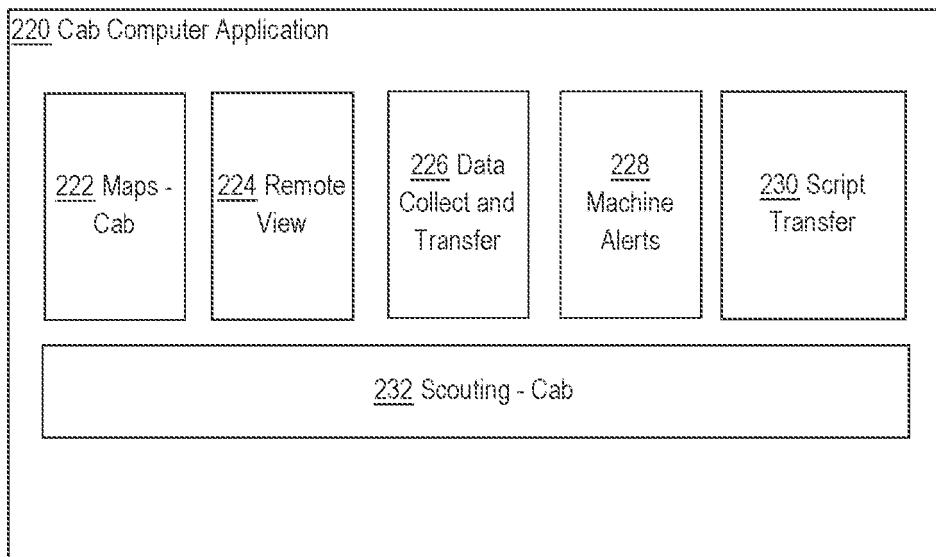 220 Cab Computer Application
222 Maps -
Cab
224 Remote
View
226 Data
Collect and
Transfer
228
Machine
Alerts
230 Script
Transfer
232 Scouting - Cab